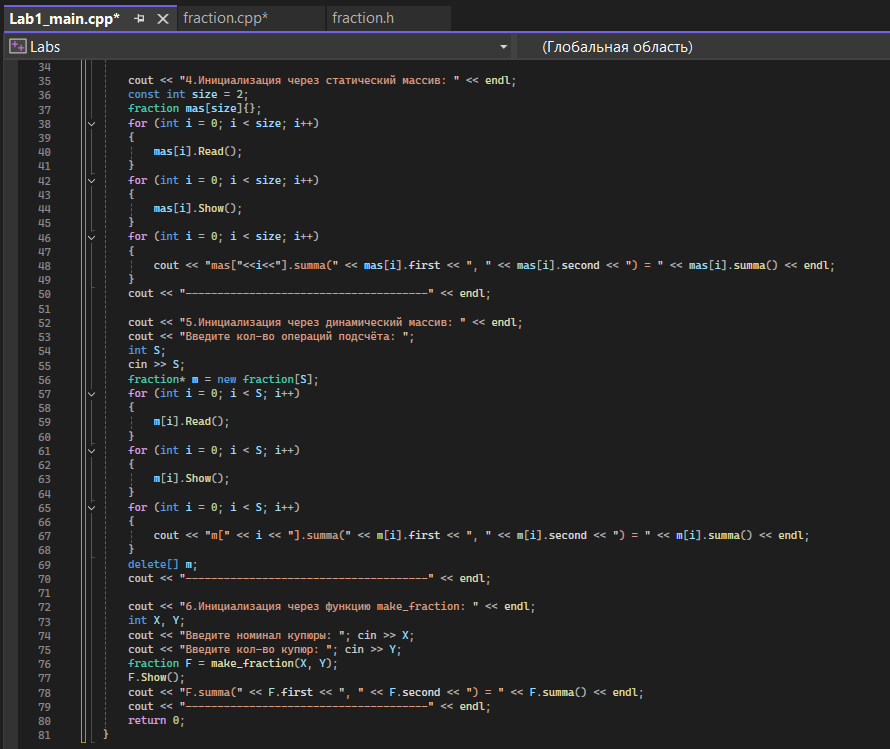 Lab1_main.cpp* fraction.cpp* fraction.h
Labs (Глобальная область)
34
35 cout << "4.Инициализация через статический массив: " << endl;
36 const int size = 2;
37 fraction mas[size]{};
38 for (int i = 0; i < size; i++)
39 {
40 mas[i].Read();
41 }
42 for (int i = 0; i < size; i++)
43 {
44 mas[i].Show();
45 }
46 for (int i = 0; i < size; i++)
47 {
48 cout << "mas["<<i<<"].summa(" << mas[i].first << ", " << mas[i].second << ") = " << mas[i].summa() << endl;
49 }
50 cout << "--------------------------------------" << endl;
51
52 cout << "5.Инициализация через динамический массив: " << endl;
53 cout << "Введите кол-во операций подсчёта: ";
54 int S;
55 cin >> S;
56 fraction* m = new fraction[S];
57 for (int i = 0; i < S; i++)
58 {
59 m[i].Read();
60 }
61 for (int i = 0; i < S; i++)
62 {
63 m[i].Show();
64 }
65 for (int i = 0; i < S; i++)
66 {
67 cout << "m[" << i << "].summa(" << m[i].first << ", " << m[i].second << ") = " << m[i].summa() << endl;
68 }
69 delete[] m;
70 cout << "--------------------------------------" << endl;
71
72 cout << "6.Инициализация через функцию make_fraction: " << endl;
73 int X, Y;
74 cout << "Введите номинал купюры: "; cin >> X;
75 cout << "Введите кол-во купюр: "; cin >> Y;
76 fraction F = make_fraction(X, Y);
77 F.Show();
78 cout << "F.summa(" << F.first << ", " << F.second << ") = " << F.summa() << endl;
79 cout << "--------------------------------------" << endl;
80 return 0;
81 }